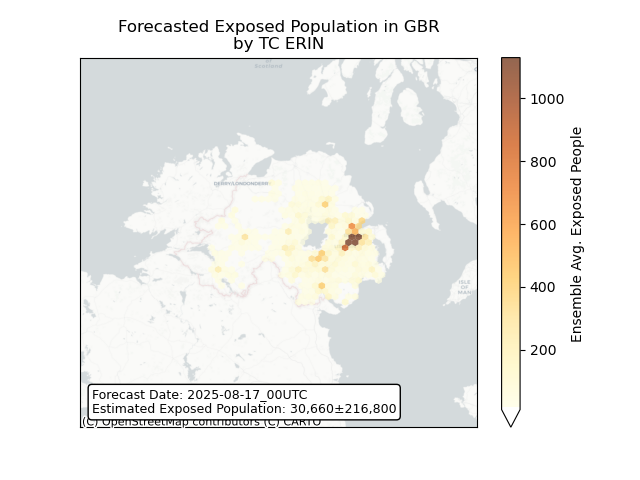 Forecasted Exposed Population in GBR
by TC ERIN
Scotland
DERRY/LONDONDERRY
ISLE
OF
MAN
1000
800
600
400
200
Ensemble Avg. Exposed People
Forecast Date: 2025-08-17_00UTC
Estimated Exposed Population: 30,660±216,800
(C) OpenStreetMap contributors (C) CARTO